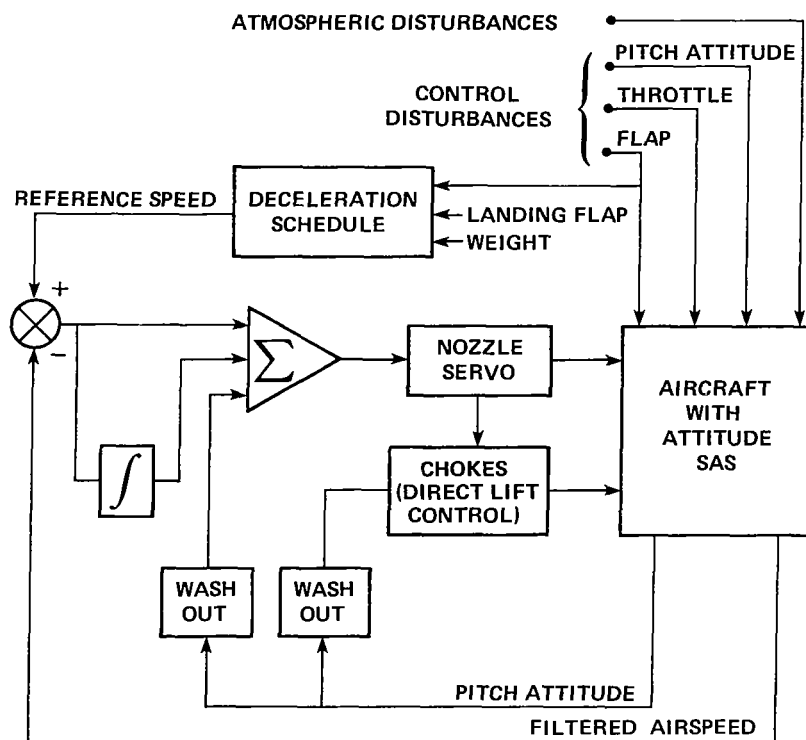 ATMOSPHERIC DISTURBANCES
PITCH ATTITUDE
CONTROL
DISTURBANCES
THROTTLE
FLAP
REFERENCE SPEED
DECELERATION
SCHEDULE
LANDING FLAP
WEIGHT
+
−
Σ
NOZZLE
SERVO
AIRCRAFT
WITH
ATTITUDE
SAS
∫
CHOKES
(DIRECT LIFT
CONTROL)
WASH
OUT
WASH
OUT
PITCH ATTITUDE
FILTERED AIRSPEED